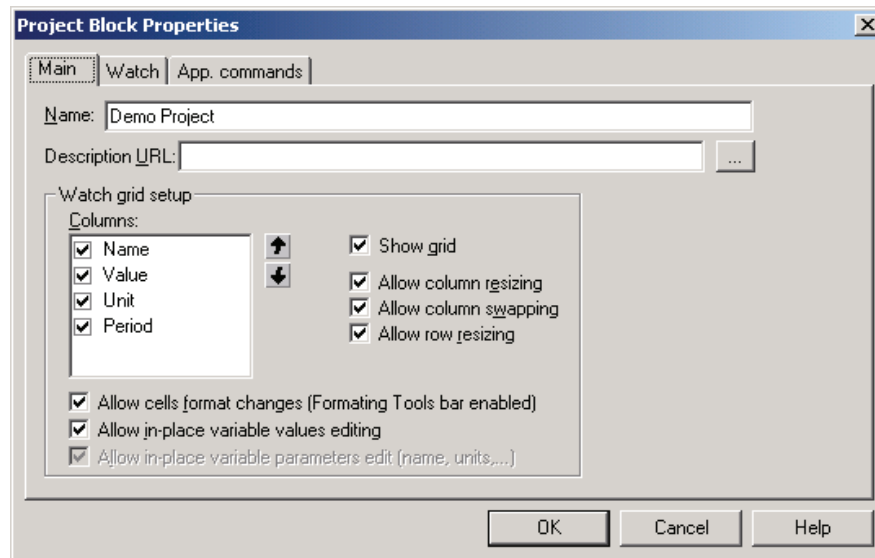 Project Block Properties
Main Watch App. commands
Name: Demo Project
Description URL: ...
Watch grid setup
Columns:
Name
Value
Unit
Period
Show grid
Allow column resizing
Allow column swapping
Allow row resizing
Allow cells format changes (Formating Tools bar enabled)
Allow in-place variable values editing
Allow in-place variable parameters edit (name, units,...)
OK Cancel Help